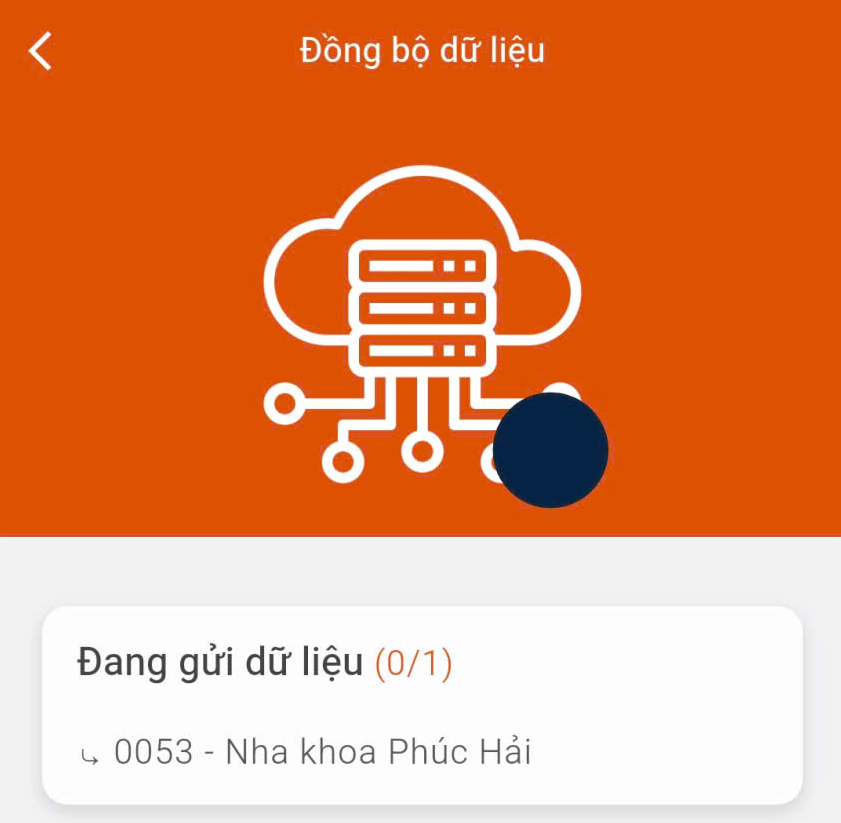 Đồng bộ dữ liệu
Đang gửi dữ liệu (0/1)
0053 - Nha khoa Phúc Hải